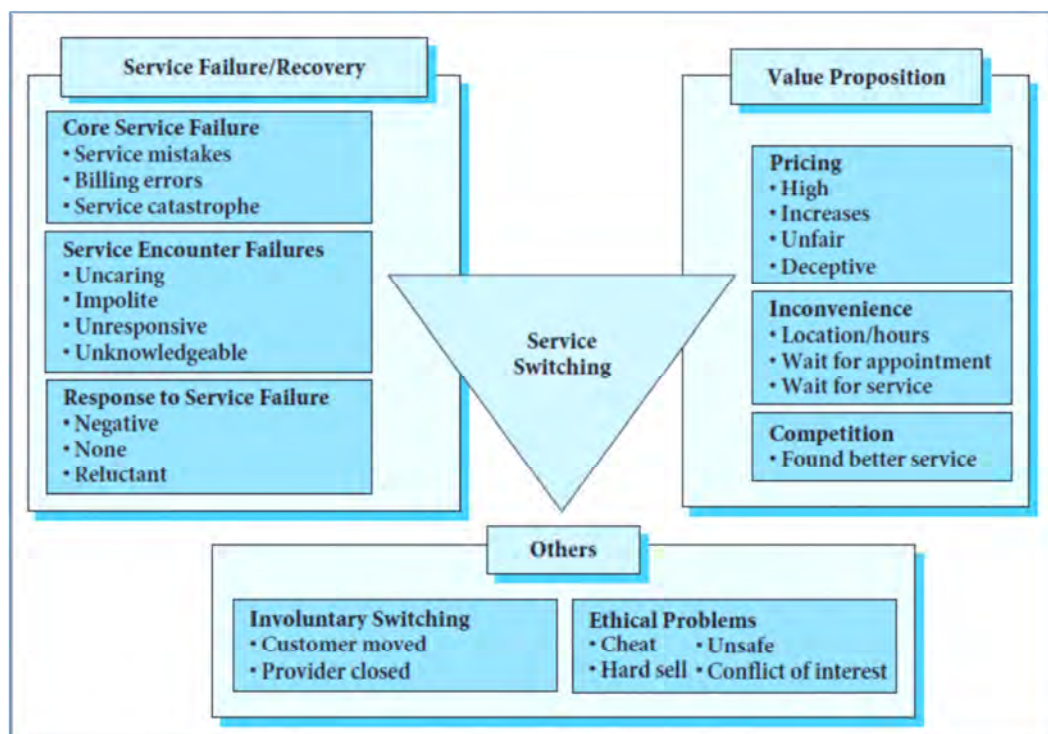 Service Failure/Recovery
Core Service Failure
• Service mistakes
• Billing errors
• Service catastrophe
Service Encounter Failures
• Uncaring
• Impolite
• Unresponsive
• Unknowledgeable
Response to Service Failure
• Negative
• None
• Reluctant
Service
Switching
Value Proposition
Pricing
• High
• Increases
• Unfair
• Deceptive
Inconvenience
• Location/hours
• Wait for appointment
• Wait for service
Competition
• Found better service
Others
Involuntary Switching
• Customer moved
• Provider closed
Ethical Problems
• Cheat • Unsafe
• Hard sell • Conflict of interest